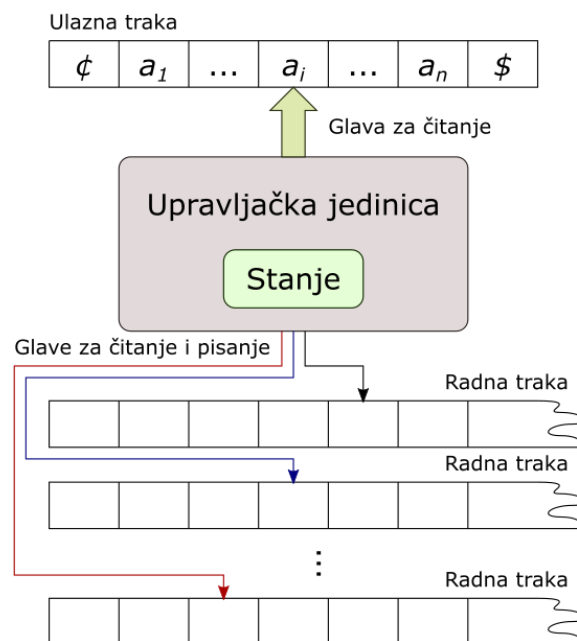 Ulazna traka
¢ a1 ... ai ... an $
Glava za čitanje
Upravljačka jedinica
Stanje
Glave za čitanje i pisanje
Radna traka
Radna traka
...
Radna traka